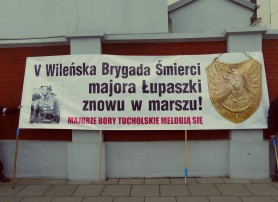 V Wileńska Brygada Śmierci
majora Łupaszki
znowu w marszu!
MAJORZE BORY TUCHOLSKIE MELDUJĄ SIĘ